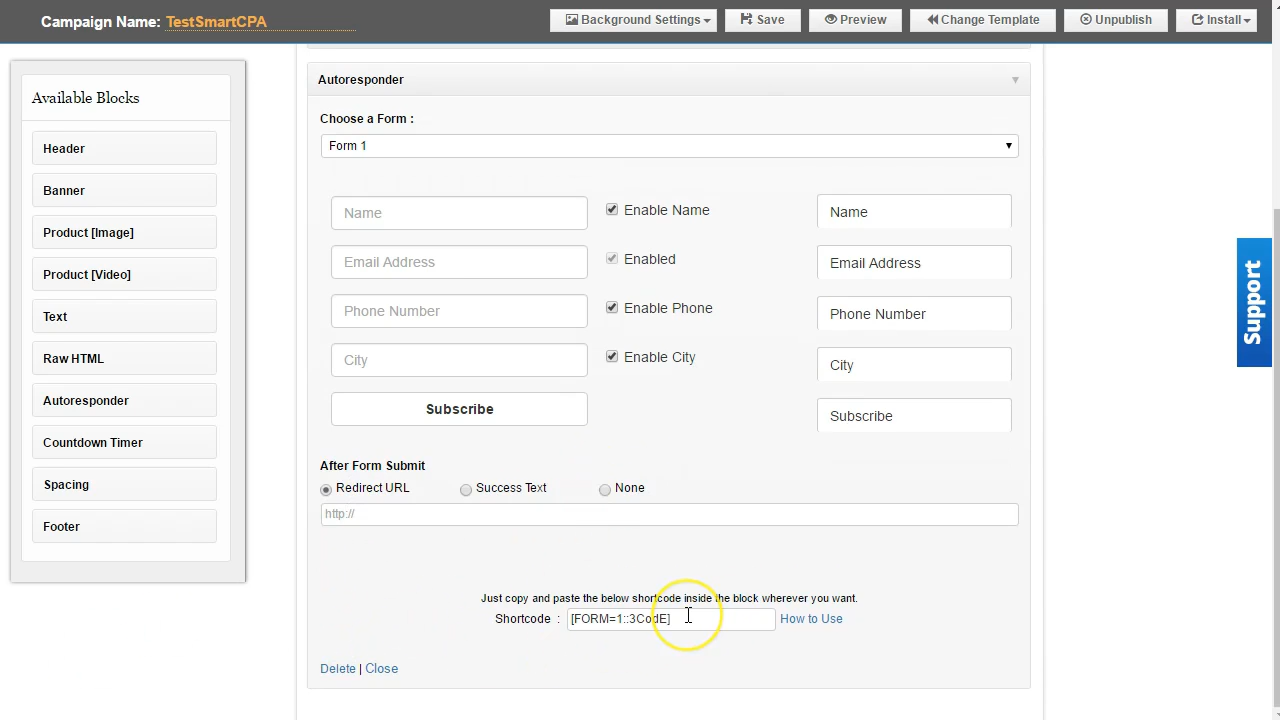 Campaign Name: TestSmartCPA
Background Settings
Save
Preview
Change Template
Unpublish
Install
Available Blocks
Header
Banner
Product [Image]
Product [Video]
Text
Raw HTML
Autoresponder
Countdown Timer
Spacing
Footer
Autoresponder
Choose a Form :
Form 1
Name
Enable Name
Name
Email Address
Enabled
Email Address
Phone Number
Enable Phone
Phone Number
City
Enable City
City
Subscribe
Subscribe
After Form Submit
Redirect URL
Success Text
None
http://
Just copy and paste the below shortcode inside the block wherever you want.
Shortcode : [FORM=1::3CodE] How to Use
Delete | Close
Support